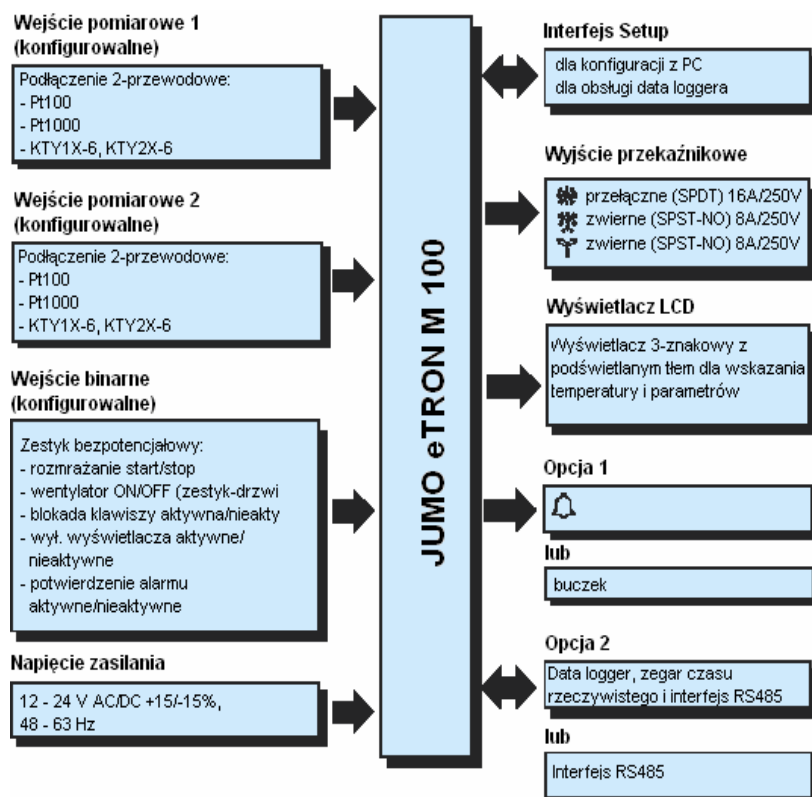 Wejście pomiarowe 1
(konfigurowalne)
Podłączenie 2-przewodowe:
- Pt100
- Pt1000
- KTY1X-6, KTY2X-6
Wejście pomiarowe 2
(konfigurowalne)
Podłączenie 2-przewodowe:
- Pt100
- Pt1000
- KTY1X-6, KTY2X-6
Wejście binarne
(konfigurowalne)
Zestyk bezpotencjałowy:
- rozmrażanie start/stop
- wentylator ON/OFF (zestyk-drzwi
- blokada klawiszy aktywna/nieakty
- wył. wyświetlacza aktywne/
nieaktywne
- potwierdzenie alarmu
aktywne/nieaktywne
Napięcie zasilania
12 - 24 V AC/DC +15/-15%,
48 - 63 Hz
JUMO eTRON M 100
Interfejs Setup
dla konfiguracji z PC
dla obsługi data loggera
Wyjście przekaźnikowe
przełączne (SPDT) 16A/250V
zwierne (SPST-NO) 8A/250V
zwierne (SPST-NO) 8A/250V
Wyświetlacz LCD
Wyświetlacz 3-znakowy z
podświetlanym tłem dla wskazania
temperatury i parametrów
Opcja 1
lub
buczek
Opcja 2
Data logger, zegar czasu
rzeczywistego i interfejs RS485
lub
Interfejs RS485